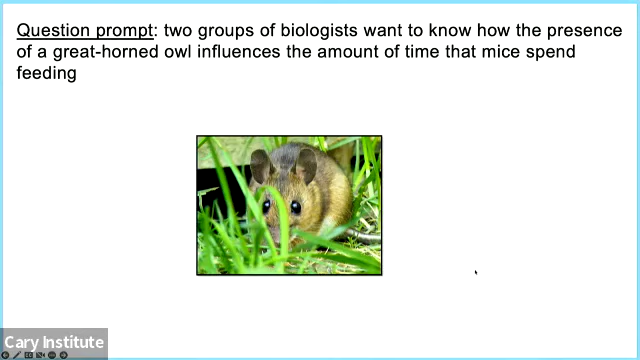 Question prompt: two groups of biologists want to know how the presence
of a great-horned owl influences the amount of time that mice spend
feeding
Cary Institute